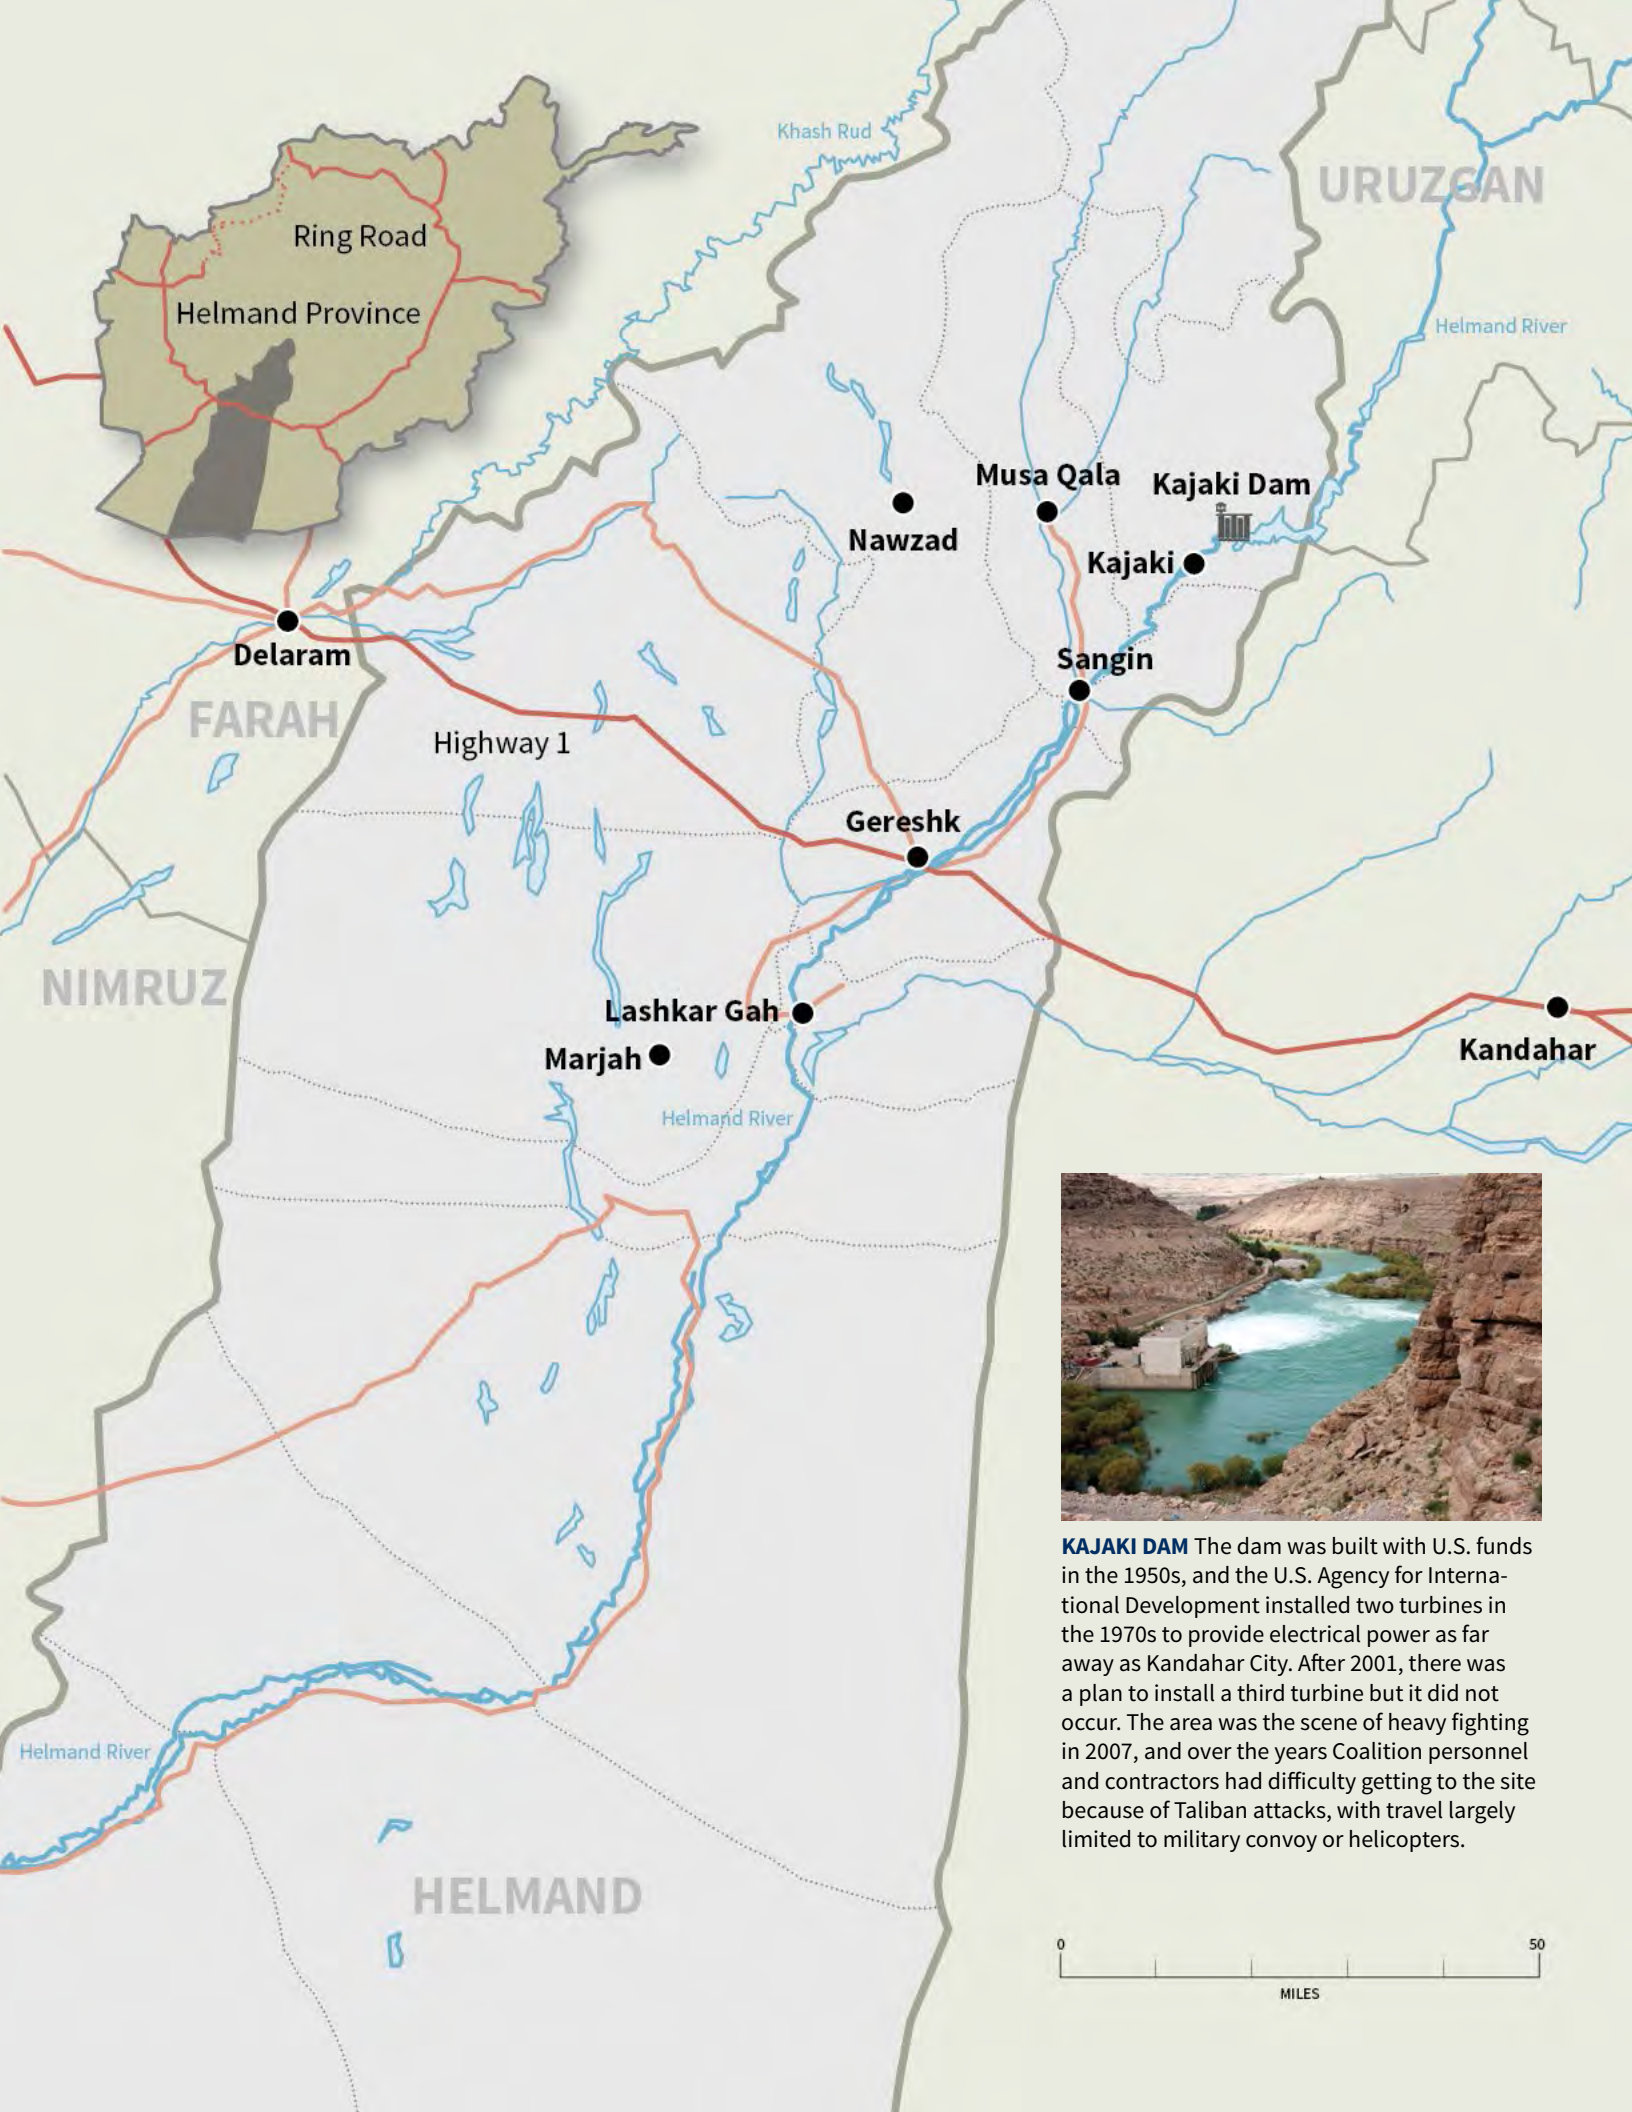 Khash Rud
URUZGAN
Ring Road
Helmand Province
Helmand River
Musa Qala
Kajaki Dam
Nawzad
Kajaki
Delaram
Sangin
FARAH
Highway 1
Gereshk
NIMRUZ
Lashkar Gah
Marjah
Kandahar
Helmand River
KAJAKI DAM The dam was built with U.S. funds
in the 1950s, and the U.S. Agency for Interna-
tional Development installed two turbines in
the 1970s to provide electrical power as far
away as Kandahar City. After 2001, there was
a plan to install a third turbine but it did not
occur. The area was the scene of heavy fighting
in 2007, and over the years Coalition personnel
and contractors had difficulty getting to the site
because of Taliban attacks, with travel largely
limited to military convoy or helicopters.
Helmand River
HELMAND
0 50
MILES